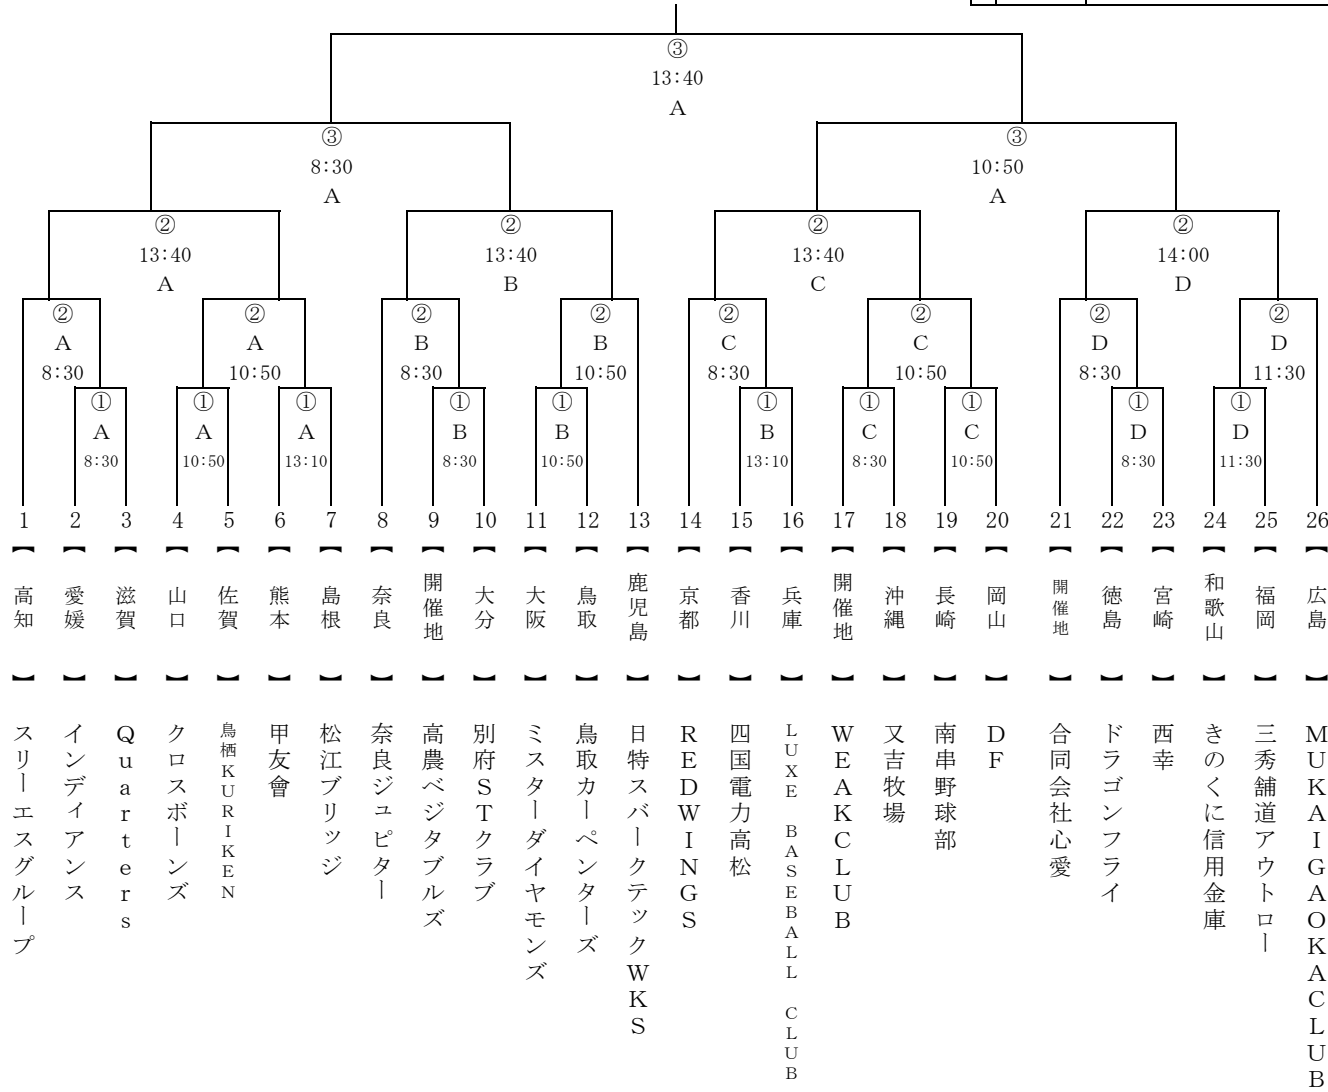 ③
13:40
A
③
8:30
A
③
10:50
A
②
13:40
A
②
13:40
B
②
13:40
C
②
14:00
D
②
A
8:30
②
A
10:50
②
B
8:30
②
B
10:50
②
C
8:30
②
C
10:50
②
D
8:30
②
D
11:30
①
A
8:30
①
A
10:50
①
A
13:10
①
B
8:30
①
B
10:50
①
B
13:10
①
C
8:30
①
C
10:50
①
D
8:30
①
D
11:30
1【高知】スリーエスグループ
2【愛媛】インディアンス
3【滋賀】Quarters
4【山口】クロスボーンズ
5【佐賀】鳥栖KURIKEN
6【熊本】甲友會
7【島根】松江ブリッジ
8【奈良】奈良ジュピター
9【開催地】高農ベジタブルズ
10【大分】別府STクラブ
11【大阪】ミスターダイヤモンズ
12【鳥取】鳥取カーペンターズ
13【鹿児島】日特スパークテックWKS
14【京都】REDWINGS
15【香川】四国電力高松
16【兵庫】LUXE BASEBALL CLUB
17【開催地】WEAKCLUB
18【沖縄】又吉牧場
19【長崎】南串野球部
20【岡山】DF
21【開催地】合同会社心愛
22【徳島】ドラゴンフライ
23【宮崎】西幸
24【和歌山】きのくに信用金庫
25【福岡】三秀舗道アウトロー
26【広島】MUKAIGAOKACLUB